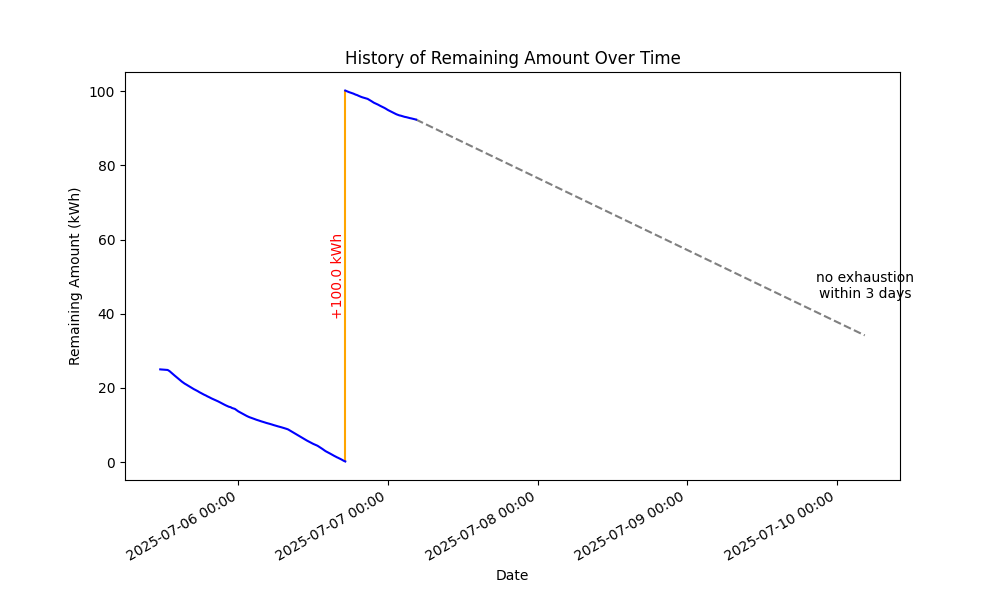 History of Remaining Amount Over Time
Remaining Amount (kWh)
100
80
60
40
20
0
+100.0 kWh
no exhaustion
within 3 days
2025-07-06 00:00
2025-07-07 00:00
2025-07-08 00:00
2025-07-09 00:00
2025-07-10 00:00
Date